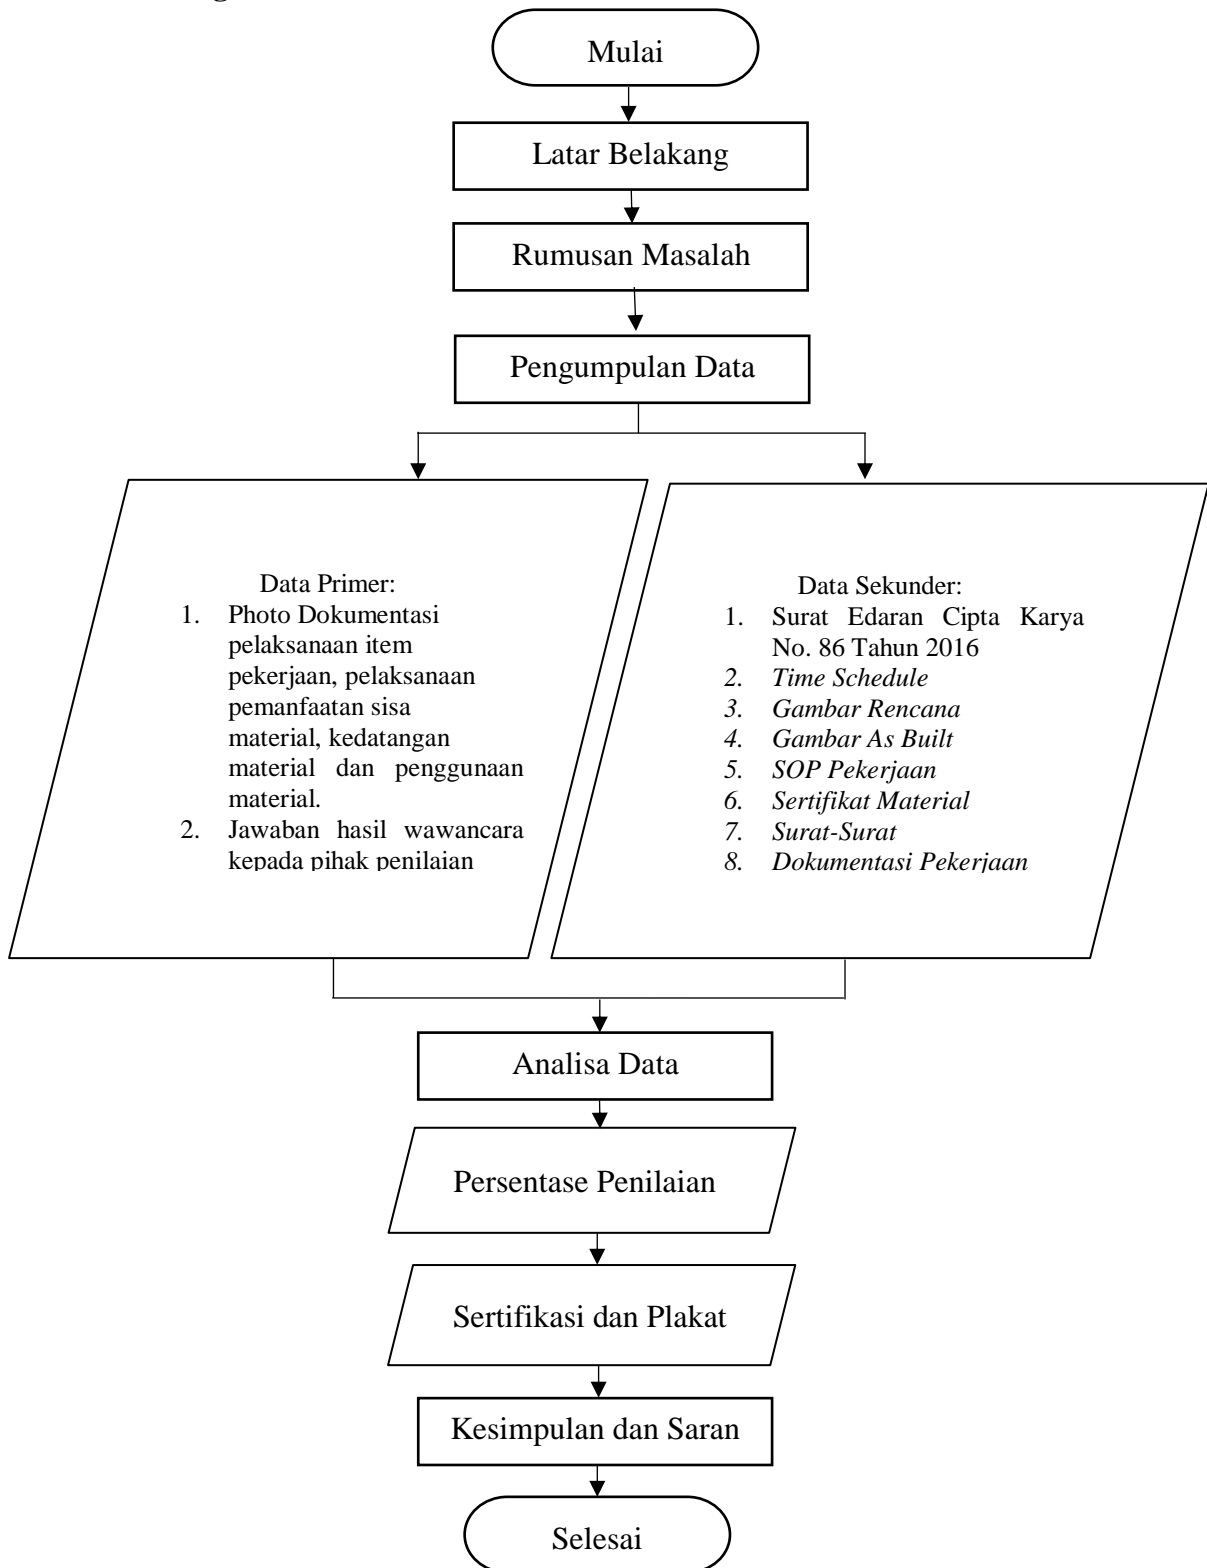 Mulai
Latar Belakang
Rumusan Masalah
Pengumpulan Data
Data Primer:
1. Photo Dokumentasi
pelaksanaan item
pekerjaan, pelaksanaan
pemanfaatan sisa
material, kedatangan
material dan penggunaan
material.
2. Jawaban hasil wawancara
kepada pihak penilaian
Data Sekunder:
1. Surat Edaran Cipta Karya
No. 86 Tahun 2016
2. Time Schedule
3. Gambar Rencana
4. Gambar As Built
5. SOP Pekerjaan
6. Sertifikat Material
7. Surat-Surat
8. Dokumentasi Pekerjaan
Analisa Data
Persentase Penilaian
Sertifikasi dan Plakat
Kesimpulan dan Saran
Selesai